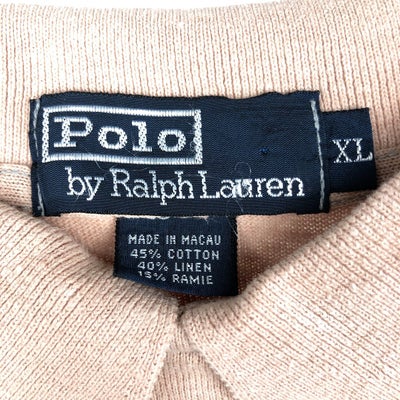 Polo
by Ralph Lauren
XL
MADE IN MACAU
45% COTTON
40% LINEN
15% RAMIE